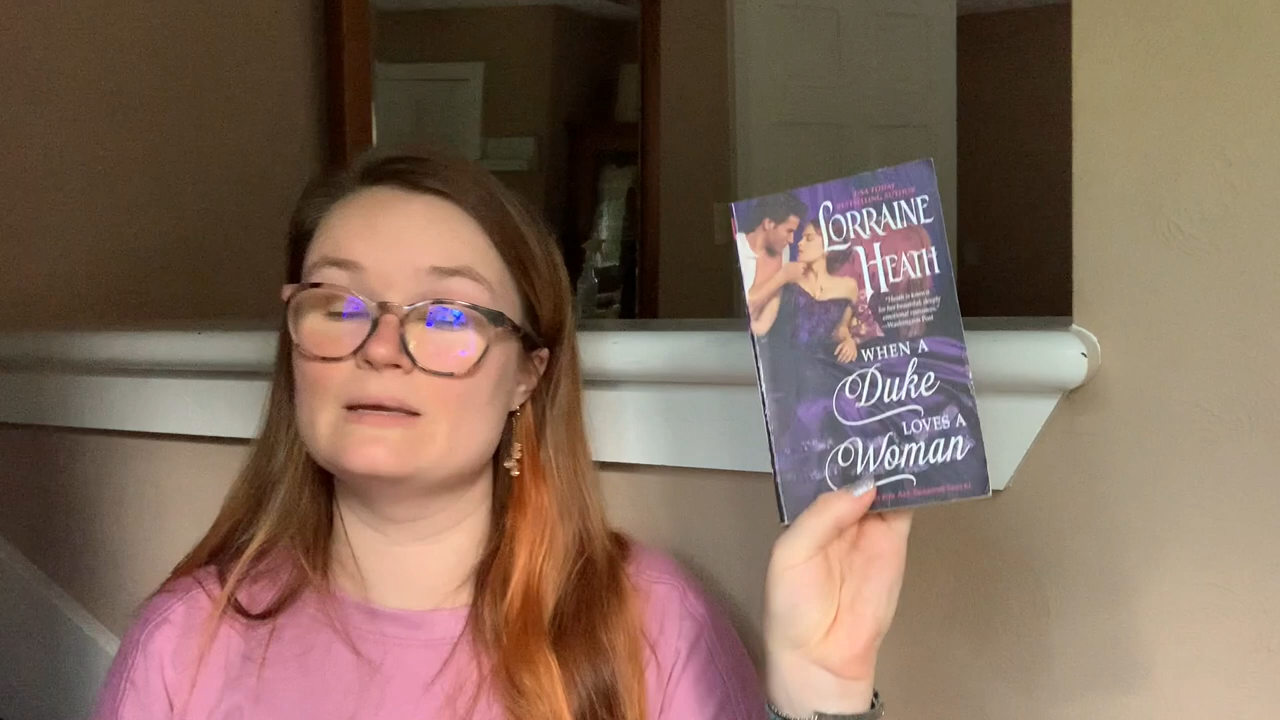 USA TODAY
BESTSELLING AUTHOR
LORRAINE
HEATH
"Heath is known
for her beautiful, deeply
emotional romances."
—Washington Post
WHEN A
Duke
LOVES A
Woman